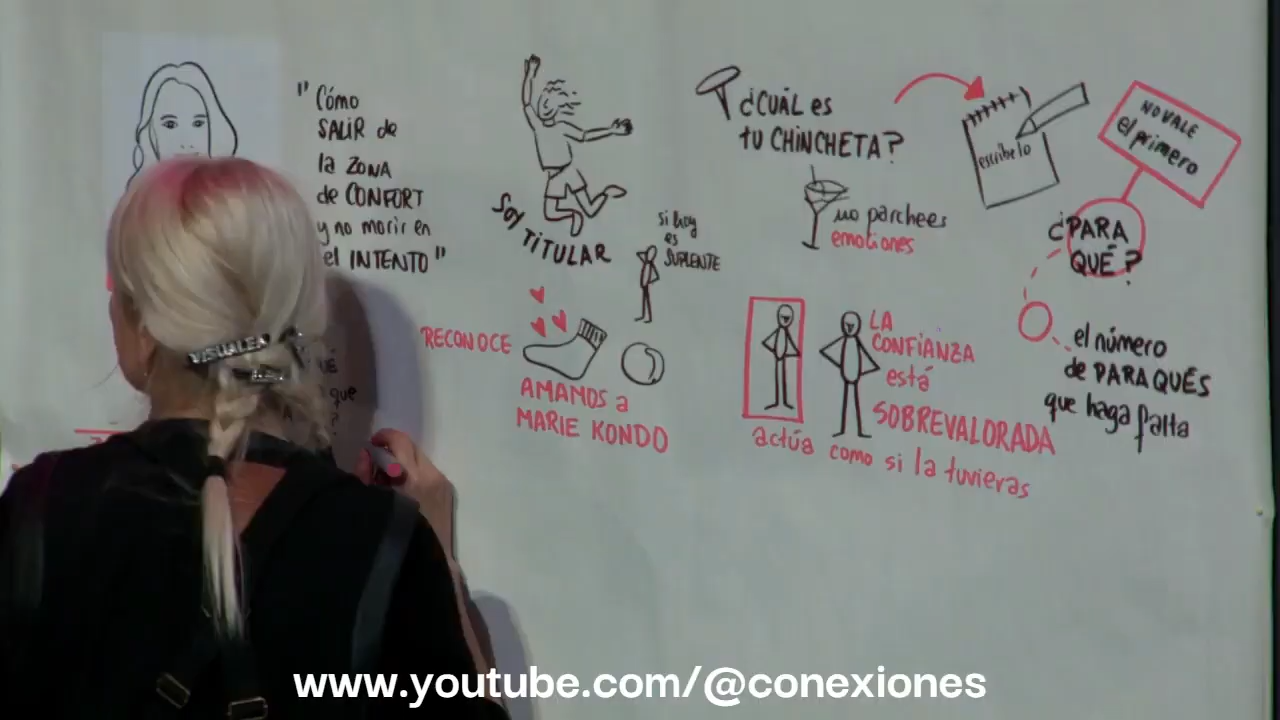 "Cómo
SALIR de
la ZONA
de CONFORT
y no morir en
el INTENTO"
SOY TITULAR
si hoy
es
SUPLENTE
RECONOCE
AMAMOS a
MARIE KONDO
¿CUÁL es
tu CHINCHETA?
no parchees
emociones
escríbelo
NO VALE
el primero
¿PARA
QUÉ?
el número
de PARA QUÉS
que haga falta
LA
CONFIANZA
está
SOBREVALORADA
actúa como si la tuvieras
que
www.youtube.com/@conexiones